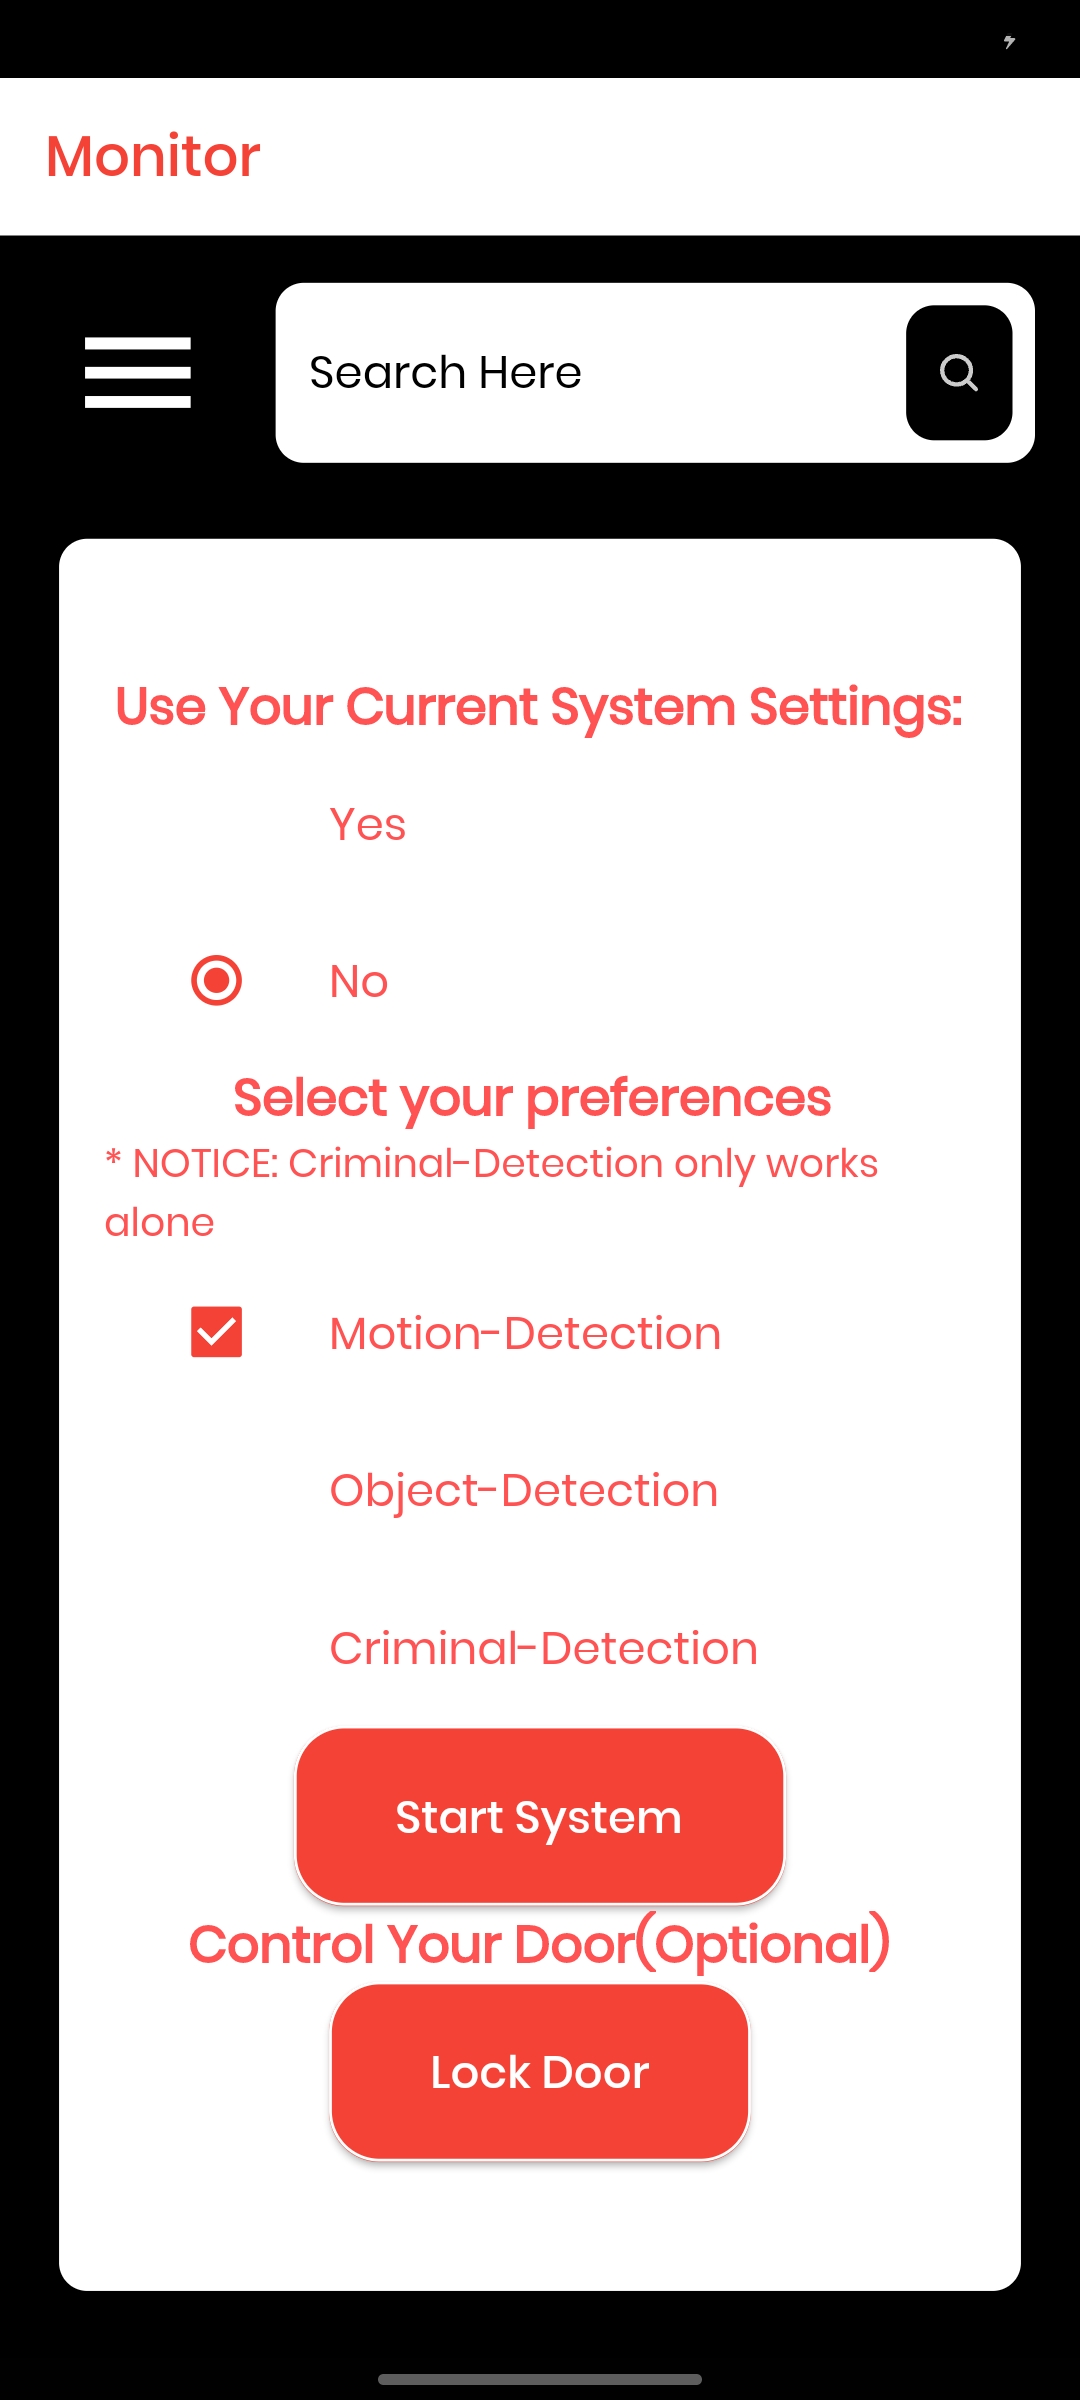 Monitor
Search Here
Use Your Current System Settings:
Yes
No
Select your preferences
* NOTICE: Criminal-Detection only works
alone
Motion-Detection
Object-Detection
Criminal-Detection
Start System
Control Your Door(Optional)
Lock Door